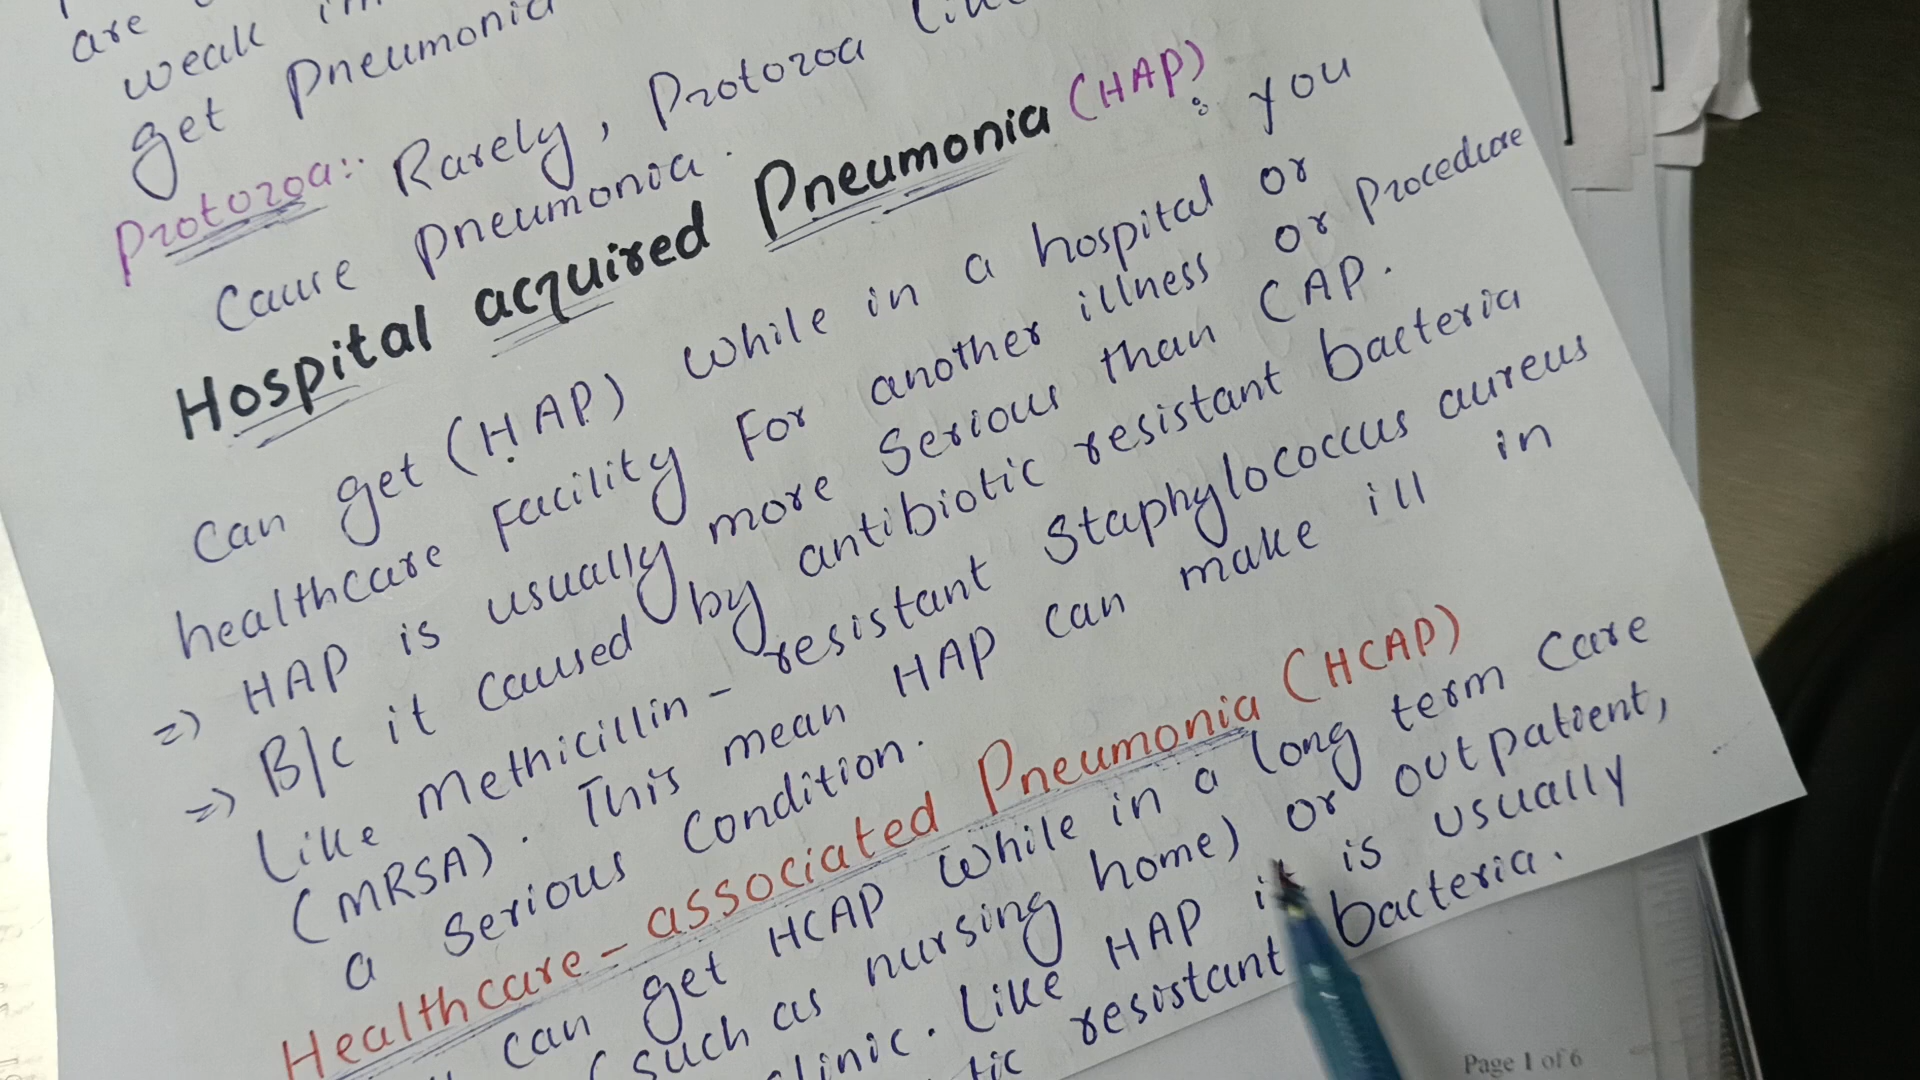 are
weak
get Pneumonia
Protozoa:: Rarely, Protozoa like
Cause pneumonia.
Hospital acquired Pneumonia (HAP) : you
can get (HAP) while in a hospital or
healthcare Facility For another illness or procedure
=> HAP is usually more serious than CAP.
=> B/c it caused by antibiotic resistant bacteria
Like Methicillin - resistant Staphylococcus aureus
(MRSA). This mean HAP can make ill in
a serious condition.
Healthcare - associated Pneumonia (HCAP)
can get HCAP while in a long term care
(such as nursing home) or outpatient,
clinic. Like HAP it is usually
resistant bacteria.
Page 1 of 6